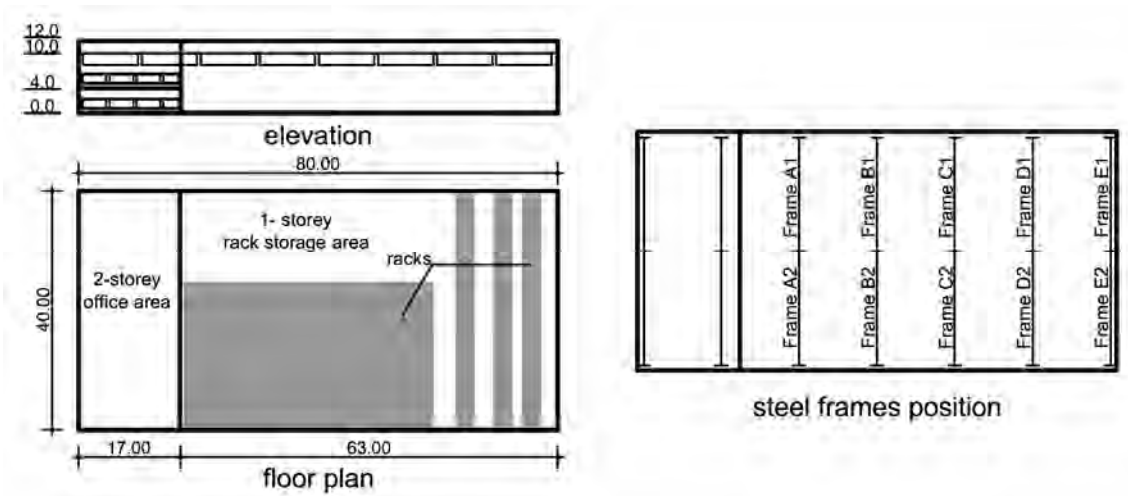 12.0
10.0
4.0
0.0
elevation
80.00
1- storey
rack storage area
racks
2-storey
office area
40.00
17.00
63.00
floor plan
Frame A1
Frame B1
Frame C1
Frame D1
Frame E1
Frame A2
Frame B2
Frame C2
Frame D2
Frame E2
steel frames position